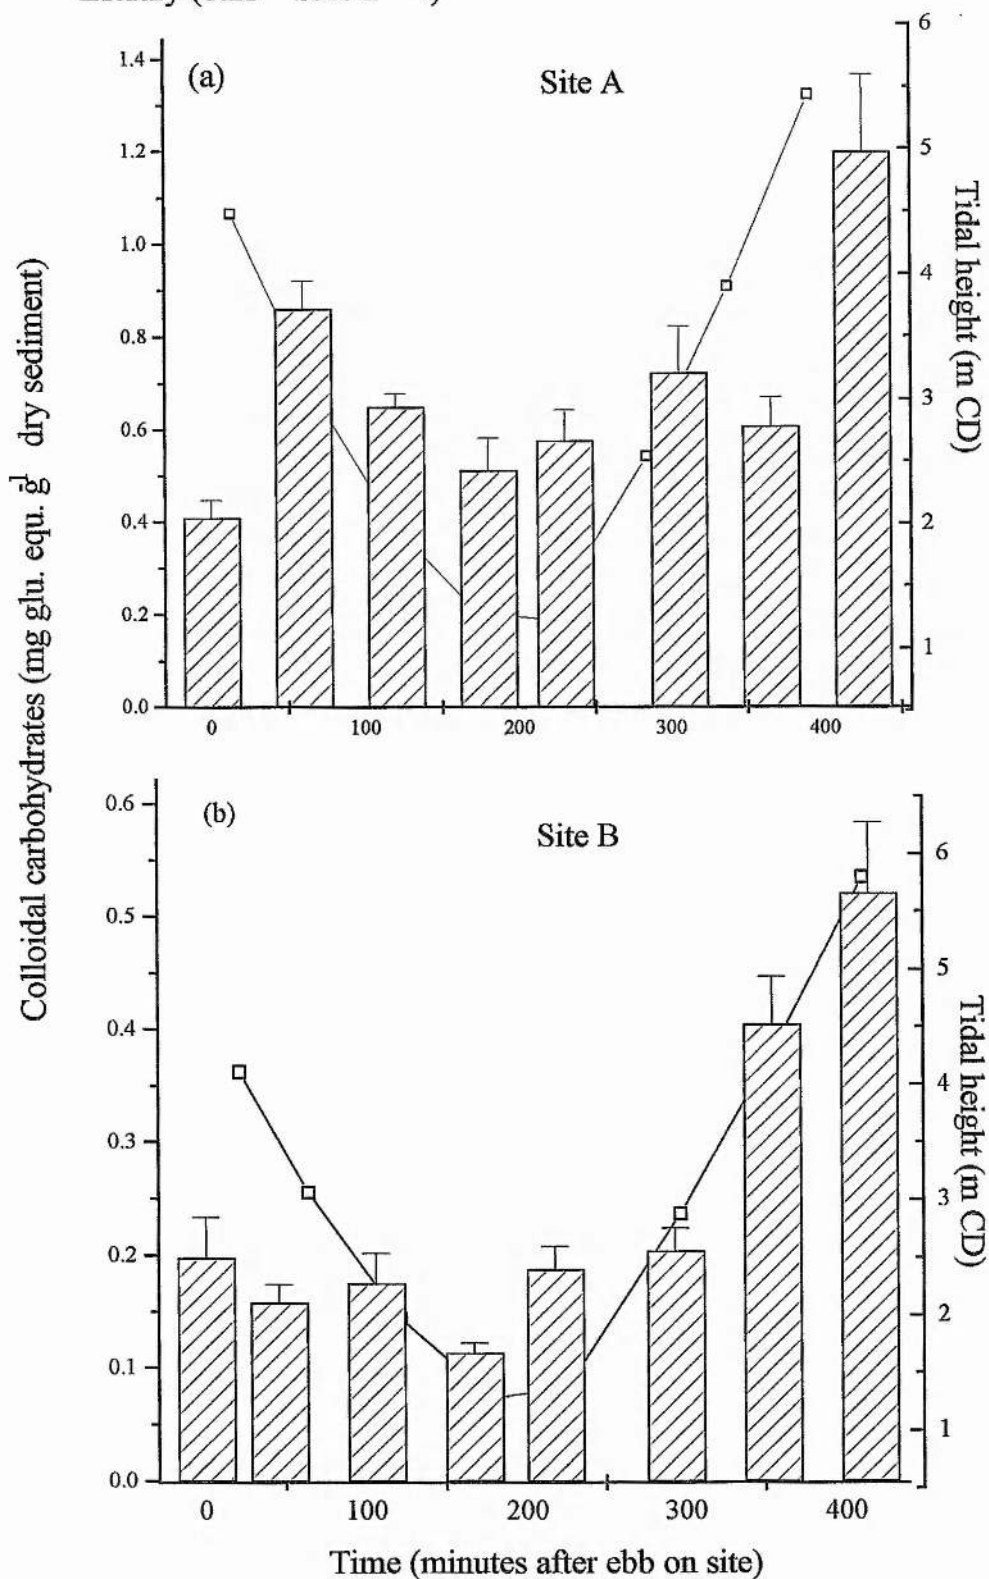 (a)
Site A
1.4
1.2
1.0
0.8
0.6
0.4
0.2
0.0
6
5
4
3
2
1
0 100 200 300 400
Tidal height (m CD)
Colloidal carbohydrates (mg glu. equ. g⁻¹ dry sediment)
(b)
Site B
0.6
0.5
0.4
0.3
0.2
0.1
0.0
6
5
4
3
2
1
Tidal height (m CD)
0 100 200 300 400
Time (minutes after ebb on site)